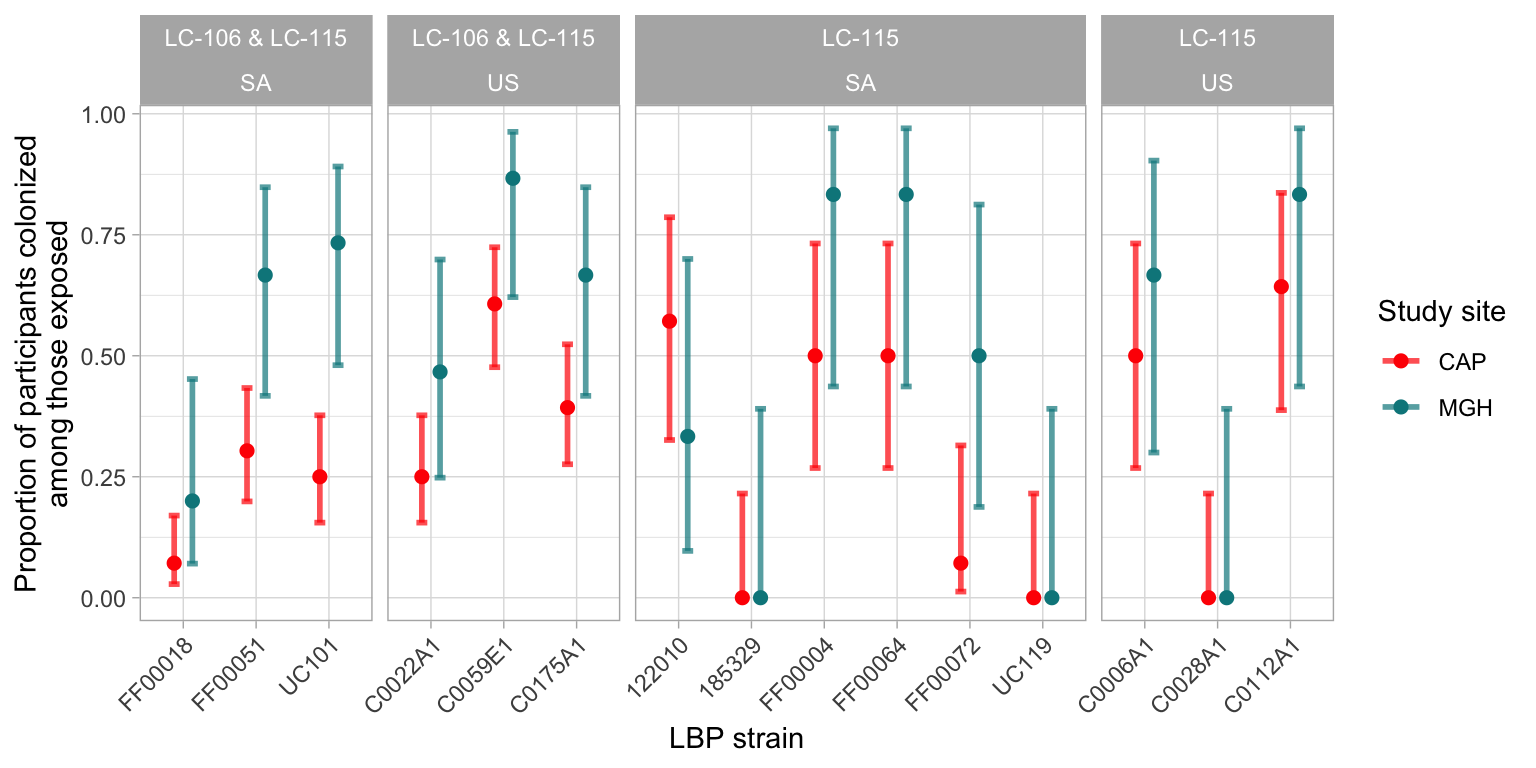 LC-106 & LC-115
SA
LC-106 & LC-115
US
LC-115
SA
LC-115
US
Proportion of participants colonized
among those exposed
1.00
0.75
0.50
0.25
0.00
FF00018
FF00051
UC101
C0022A1
C0059E1
C0175A1
122010
185329
FF00004
FF00064
FF00072
UC119
C0006A1
C0028A1
C0112A1
LBP strain
Study site
CAP
MGH